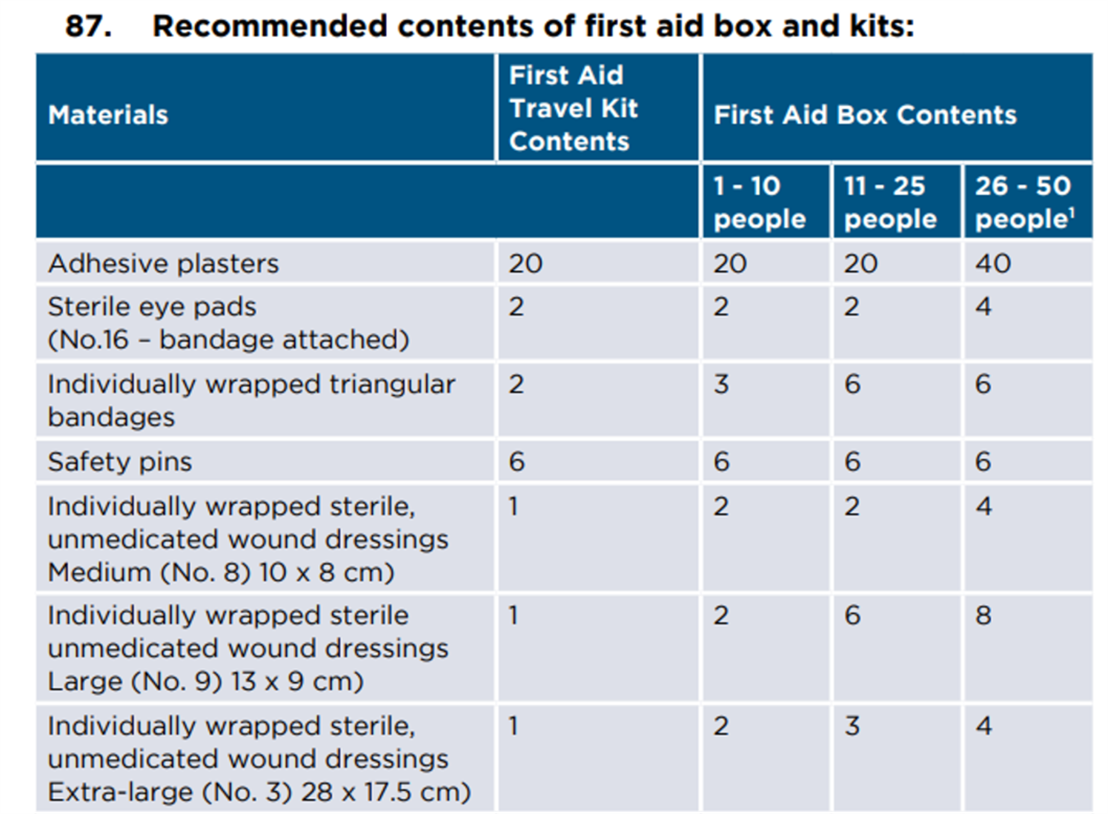 87. Recommended contents of first aid box and kits:
Materials
First Aid
Travel Kit
Contents
First Aid Box Contents
1 - 10
people
11 - 25
people
26 - 50
people¹
Adhesive plasters 20 20 20 40
Sterile eye pads 2 2 2 4
(No.16 – bandage attached)
Individually wrapped triangular 2 3 6 6
bandages
Safety pins 6 6 6 6
Individually wrapped sterile, 1 2 2 4
unmedicated wound dressings
Medium (No. 8) 10 x 8 cm)
Individually wrapped sterile 1 2 6 8
unmedicated wound dressings
Large (No. 9) 13 x 9 cm)
Individually wrapped sterile, 1 2 3 4
unmedicated wound dressings
Extra-large (No. 3) 28 x 17.5 cm)